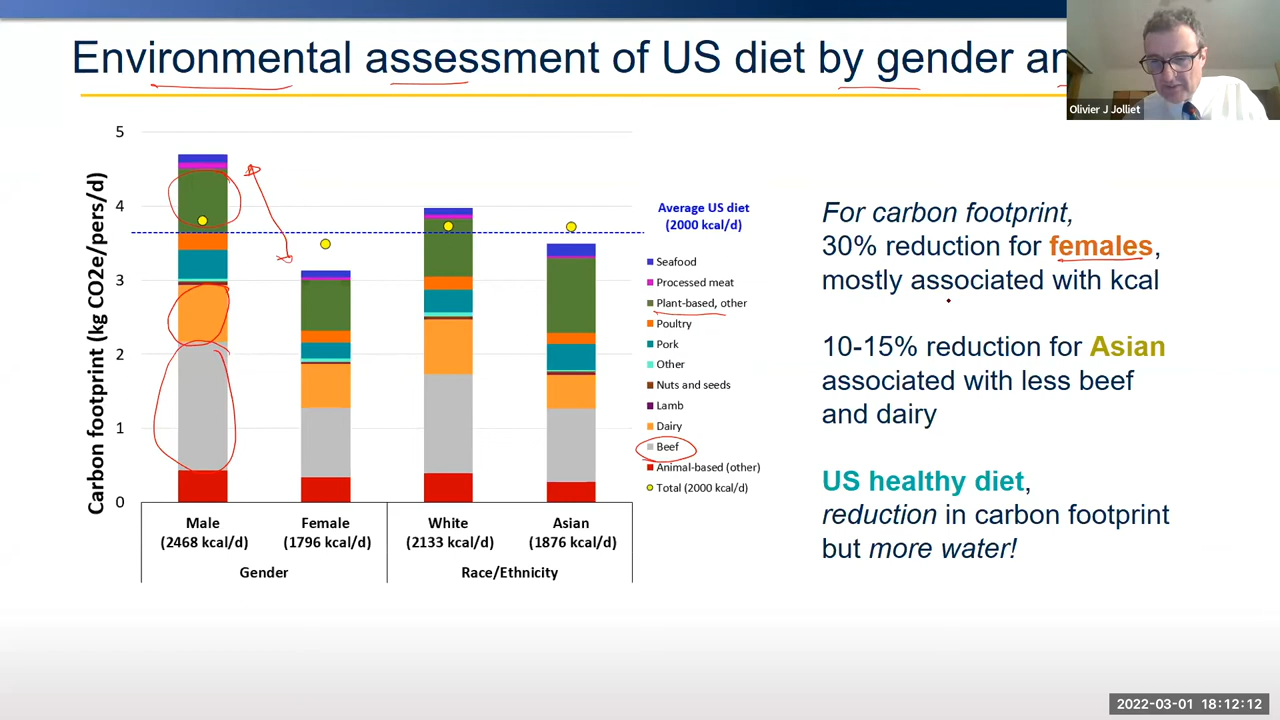 Environmental assessment of US diet by gender an
Olivier J Jolliet
Carbon footprint (kg CO2e/pers/d)
5
4
3
2
1
0
Average US diet
(2000 kcal/d)
Seafood
Processed meat
Plant-based, other
Poultry
Pork
Other
Nuts and seeds
Lamb
Dairy
Beef
Animal-based (other)
Total (2000 kcal/d)
Male
(2468 kcal/d)
Female
(1796 kcal/d)
White
(2133 kcal/d)
Asian
(1876 kcal/d)
Gender
Race/Ethnicity
For carbon footprint,
30% reduction for females,
mostly associated with kcal
10-15% reduction for Asian
associated with less beef
and dairy
US healthy diet,
reduction in carbon footprint
but more water!
2022-03-01 18:12:12